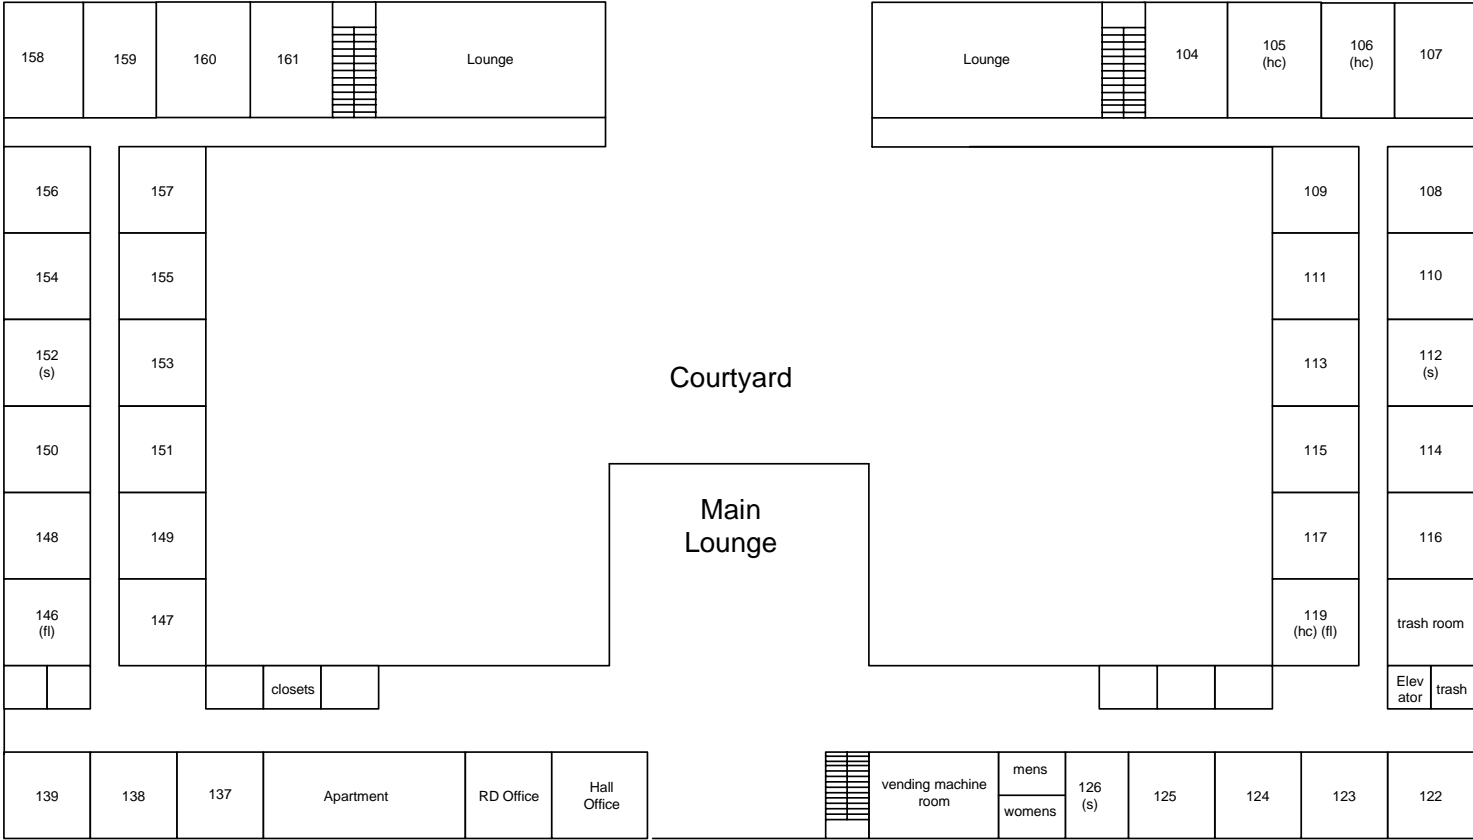 158
159
160
161
Lounge
Lounge
104
105
(hc)
106
(hc)
107
156
157
109
108
154
155
111
110
152
(s)
153
113
112
(s)
Courtyard
150
151
115
114
Main
Lounge
148
149
117
116
146
(fl)
147
119
(hc) (fl)
trash room
closets
Elev
ator
trash
139
138
137
Apartment
RD Office
Hall
Office
vending machine
room
mens
womens
126
(s)
125
124
123
122